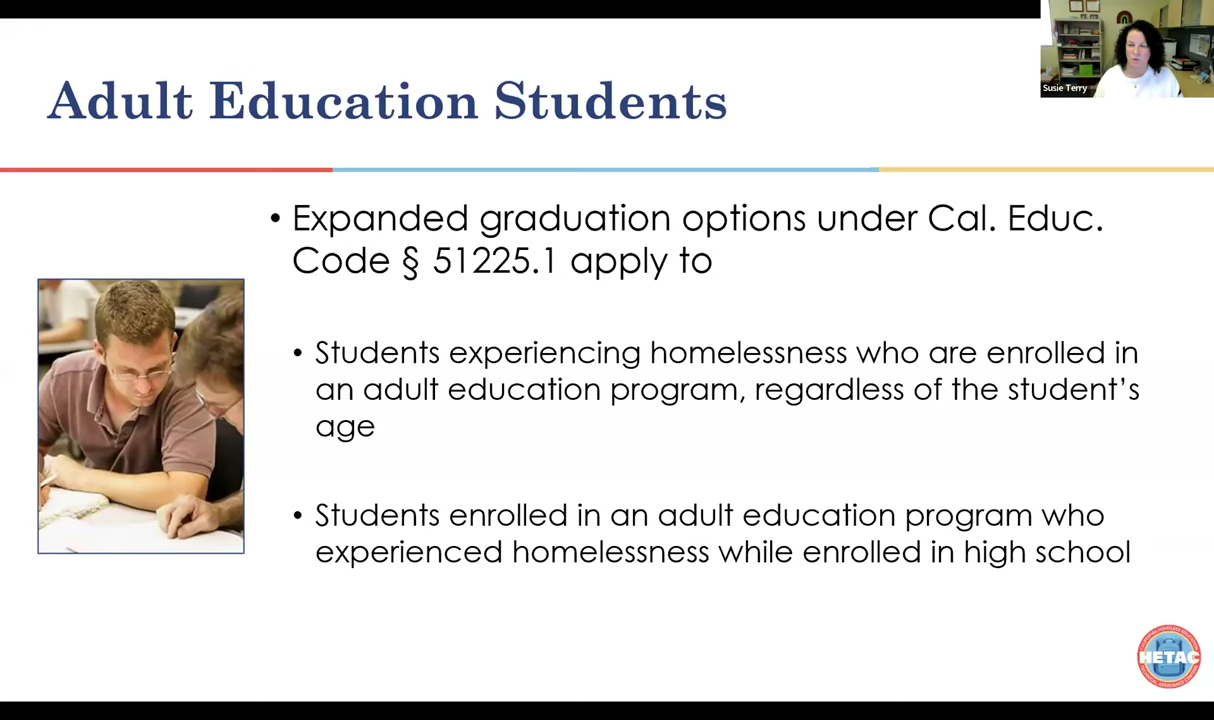 Adult Education Students
Susie Terry
• Expanded graduation options under Cal. Educ.
Code § 51225.1 apply to
• Students experiencing homelessness who are enrolled in
an adult education program, regardless of the student’s
age
• Students enrolled in an adult education program who
experienced homelessness while enrolled in high school
HETAC